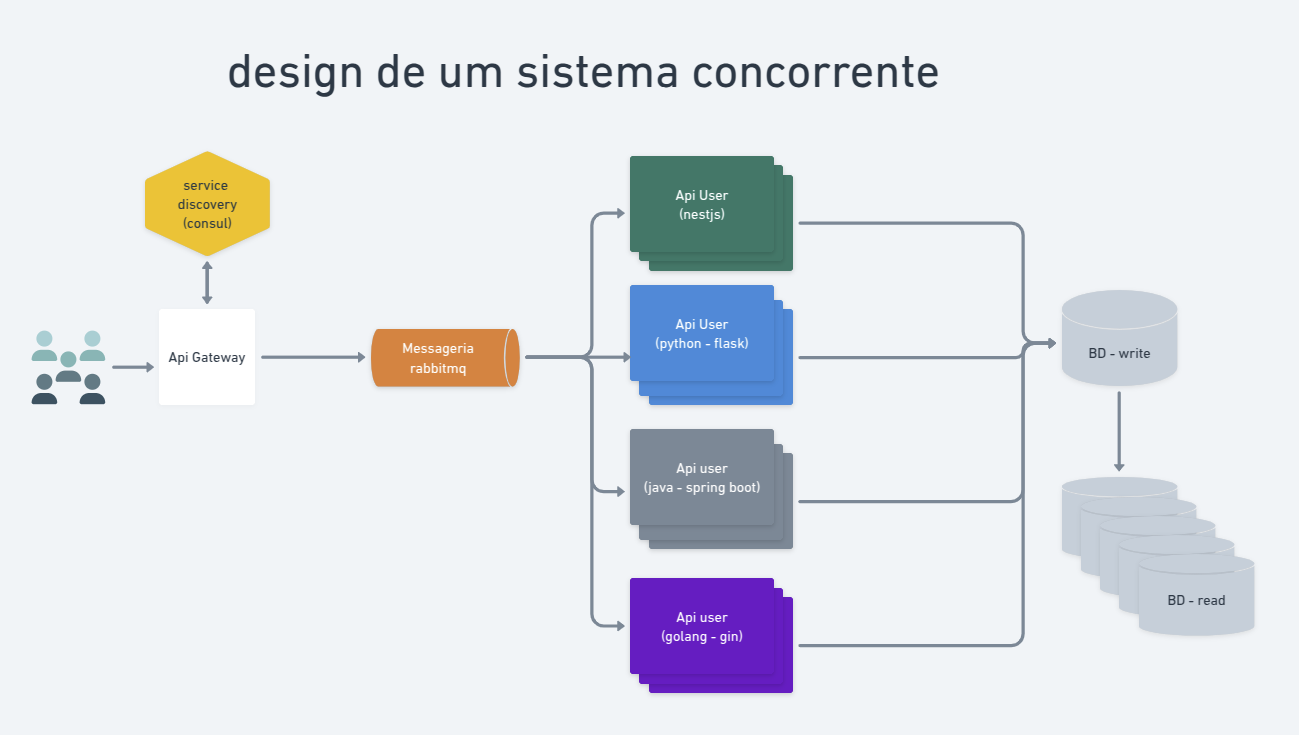 design de um sistema concorrente
service
discovery
(consul)
Api Gateway
Messageria
rabbitmq
Api User
(nestjs)
Api User
(python - flask)
Api user
(java - spring boot)
Api user
(golang - gin)
BD - write
BD - read